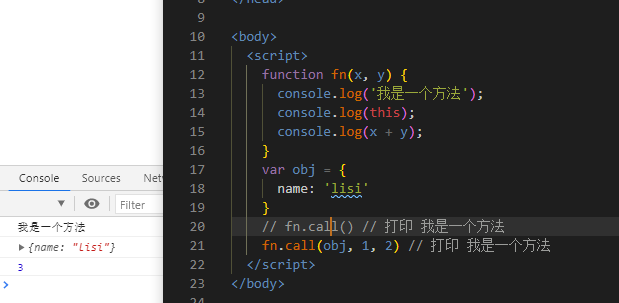 Console Sources Netw
Filter
我是一个方法
▶{name: "lisi"}
3
>
8 </head>
9
10 <body>
11 <script>
12 function fn(x, y) {
13 console.log('我是一个方法');
14 console.log(this);
15 console.log(x + y);
16 }
17 var obj = {
18 name: 'lisi'
19 }
20 // fn.call() // 打印 我是一个方法
21 fn.call(obj, 1, 2) // 打印 我是一个方法
22 </script>
23 </body>
24